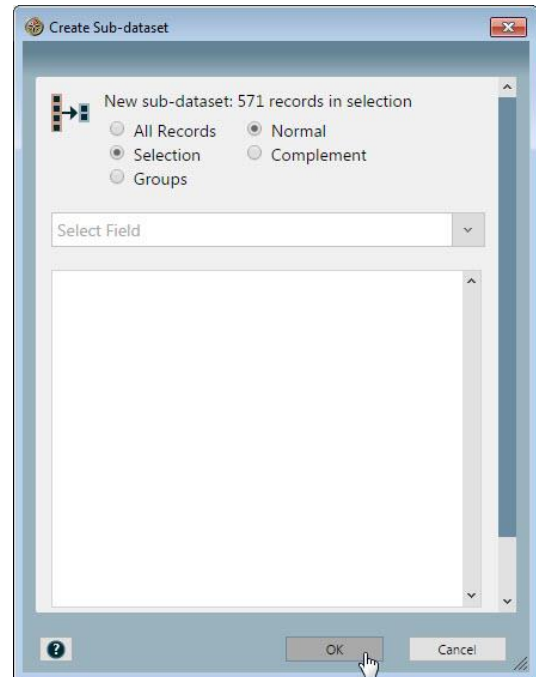 Create Sub-dataset
New sub-dataset: 571 records in selection
All Records Normal
Selection Complement
Groups
Select Field
? OK Cancel